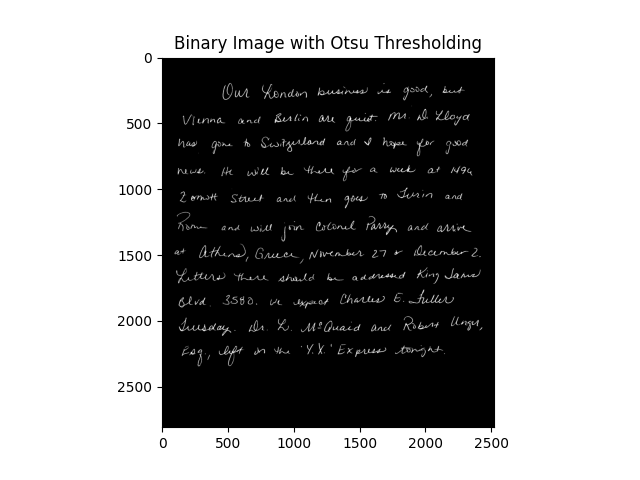 Binary Image with Otsu Thresholding
0
500
1000
1500
2000
2500
Our London business is good, but
Vienna and Berlin are quiet. Mr. D. Lloyd
has gone to Switzerland and I hope for good
news. He will be there for a week at 1496
Street and then goes to Turin and
Rome and will join Colonel Parry and arrive
at Athens, Greece, November 27 or December 2.
Letters there should be addressed King James
Blvd. 3580. We expect Charles E. Fuller
Tuesday. Dr. L. McQuaid and Robert Unger,
Esq., left on the 'Y.X.' Express tonight.
0 500 1000 1500 2000 2500